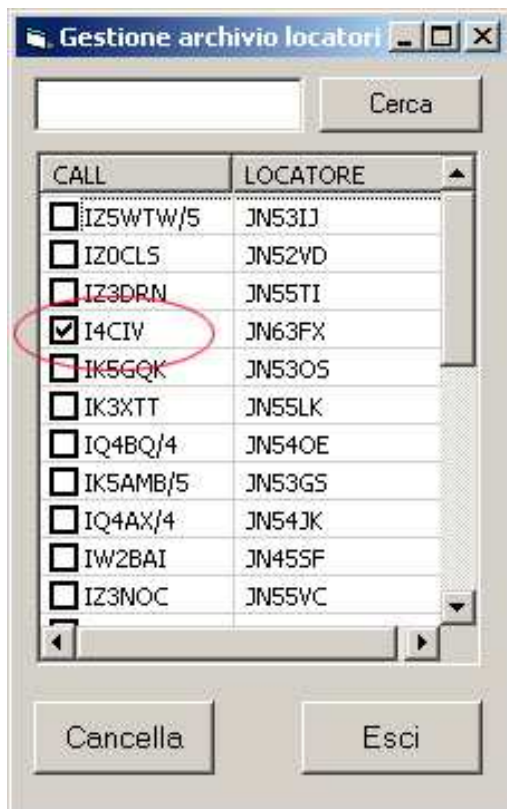 Gestione archivio locatori
Cerca
CALL LOCATORE
IZ5WTW/5 JN53IJ
IZ0CLS JN52VD
IZ3DRN JN55TI
I4CIV JN63FX
IK5GQK JN53OS
IK3XTT JN55LK
IQ4BQ/4 JN54OE
IK5AMB/5 JN53GS
IQ4AX/4 JN54JK
IW2BAI JN45SF
IZ3NOC JN55VC
Cancella Esci